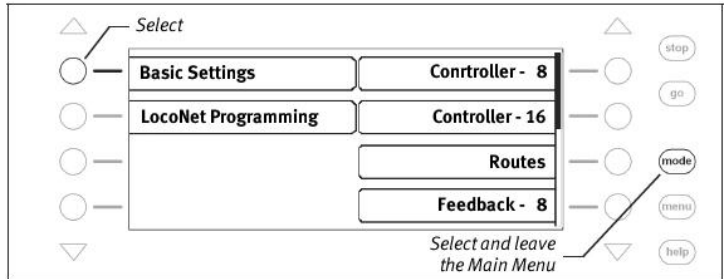 Select
stop
Basic Settings Conrtroller - 8
go
LocoNet Programming Controller - 16
Routes
mode
Feedback - 8
menu
Select and leave
the Main Menu
help